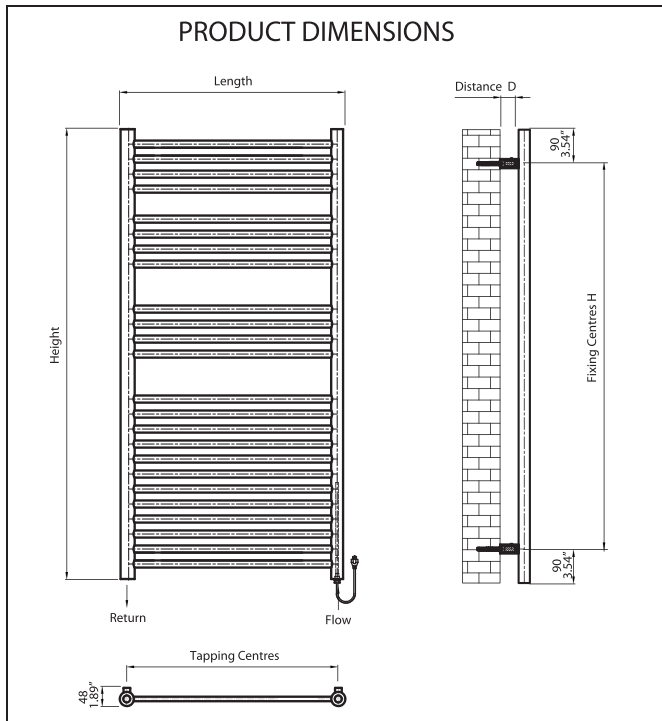 PRODUCT DIMENSIONS
Length
Distance D
90
3.54"
Height
Fixing Centres H
90
3.54"
Return
Flow
Tapping Centres
48
1.89"